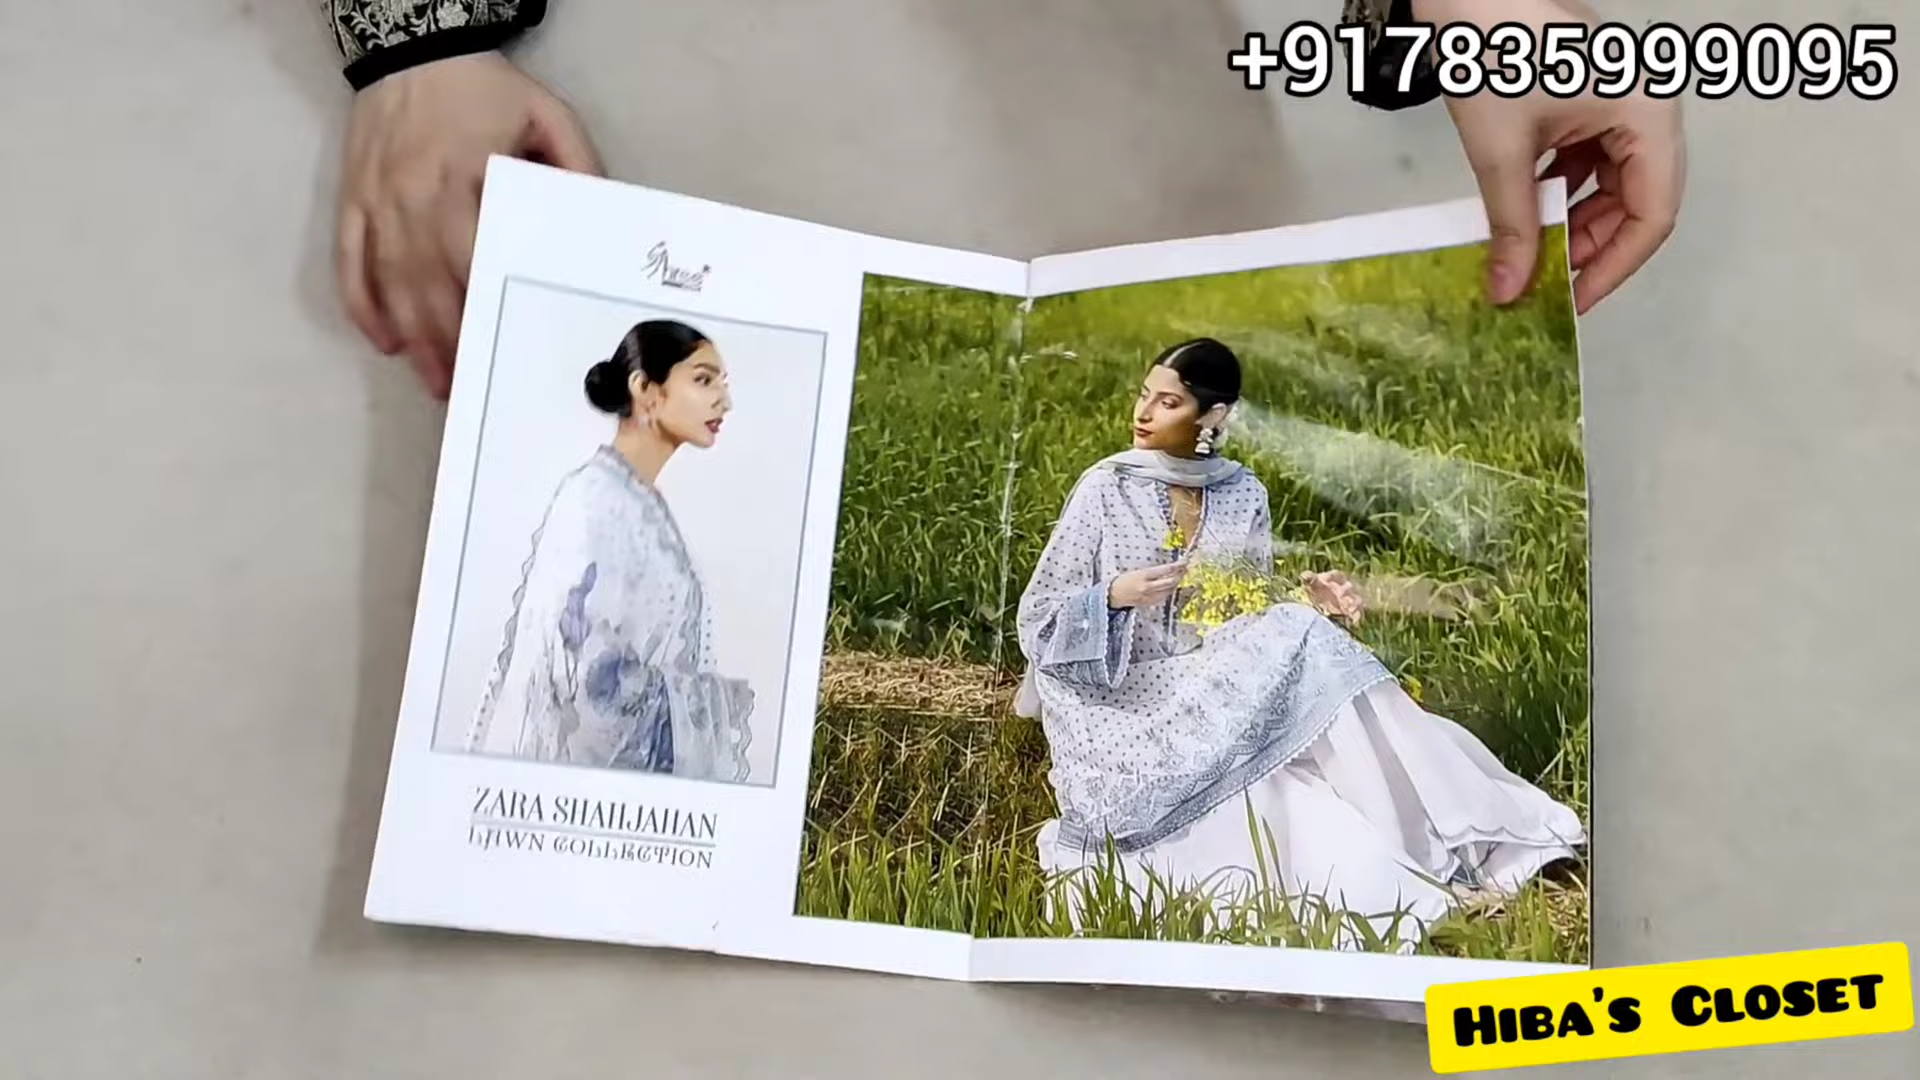 +917835999095
ZARA SHAHJAHAN
LAWN COLLECTION
HIBA'S CLOSET